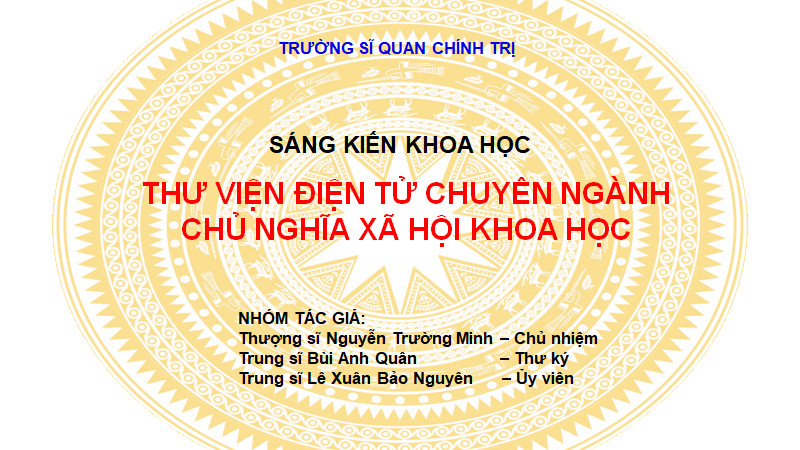 TRƯỜNG SĨ QUAN CHÍNH TRỊ
SÁNG KIẾN KHOA HỌC
THƯ VIỆN ĐIỆN TỬ CHUYÊN NGÀNH
CHỦ NGHĨA XÃ HỘI KHOA HỌC
NHÓM TÁC GIẢ:
Thượng sĩ Nguyễn Trường Minh – Chủ nhiệm
Trung sĩ Bùi Anh Quân – Thư ký
Trung sĩ Lê Xuân Bảo Nguyên – Ủy viên